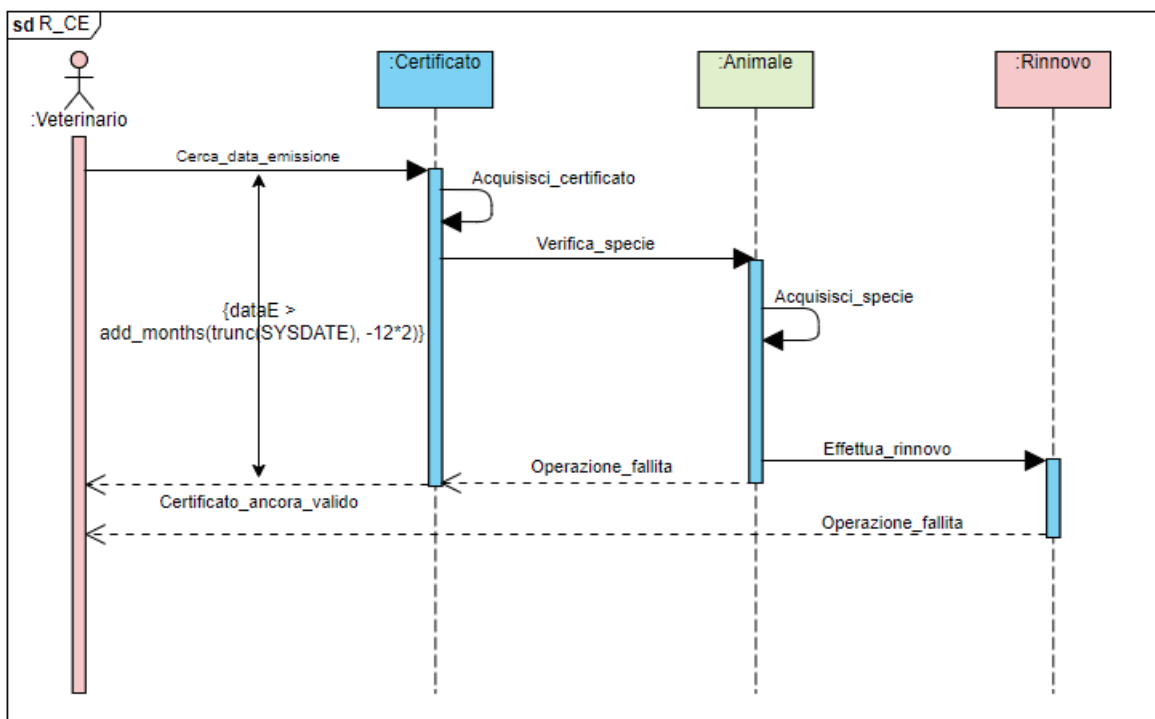 sd R_CE
:Veterinario
:Certificato
:Animale
:Rinnovo
Cerca_data_emissione
Acquisisci_certificato
Verifica_specie
Acquisisci_specie
{dataE >
add_months(trunc(SYSDATE), -12*2)}
Effettua_rinnovo
Operazione_fallita
Certificato_ancora_valido
Operazione_fallita